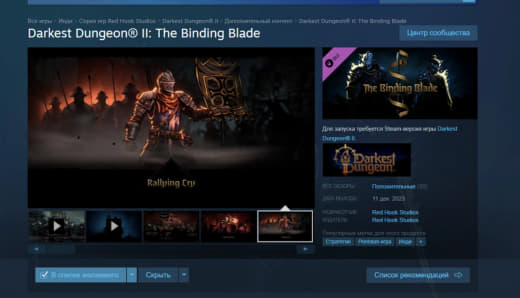 Все игры > Инди > Серия игр Red Hook Studios > Darkest Dungeon® II > Дополнительный контент > Darkest Dungeon® II: The Binding Blade
Darkest Dungeon® II: The Binding Blade
Центр сообщества
DLC
The Binding Blade
Rallying Cry
Для запуска требуется Steam-версия игры Darkest
Dungeon® II.
Darkest
Dungeon
ВСЕ ОБЗОРЫ: Положительные
ДАТА ВЫХОДА: 11 дек. 2023
РАЗРАБОТЧИК: Red Hook Studios
ИЗДАТЕЛЬ: Red Hook Studios
Популярные метки для этого продукта:
Стратегия Ролевая игра Инди +
В списке желаемого
Скрыть
Список рекомендаций